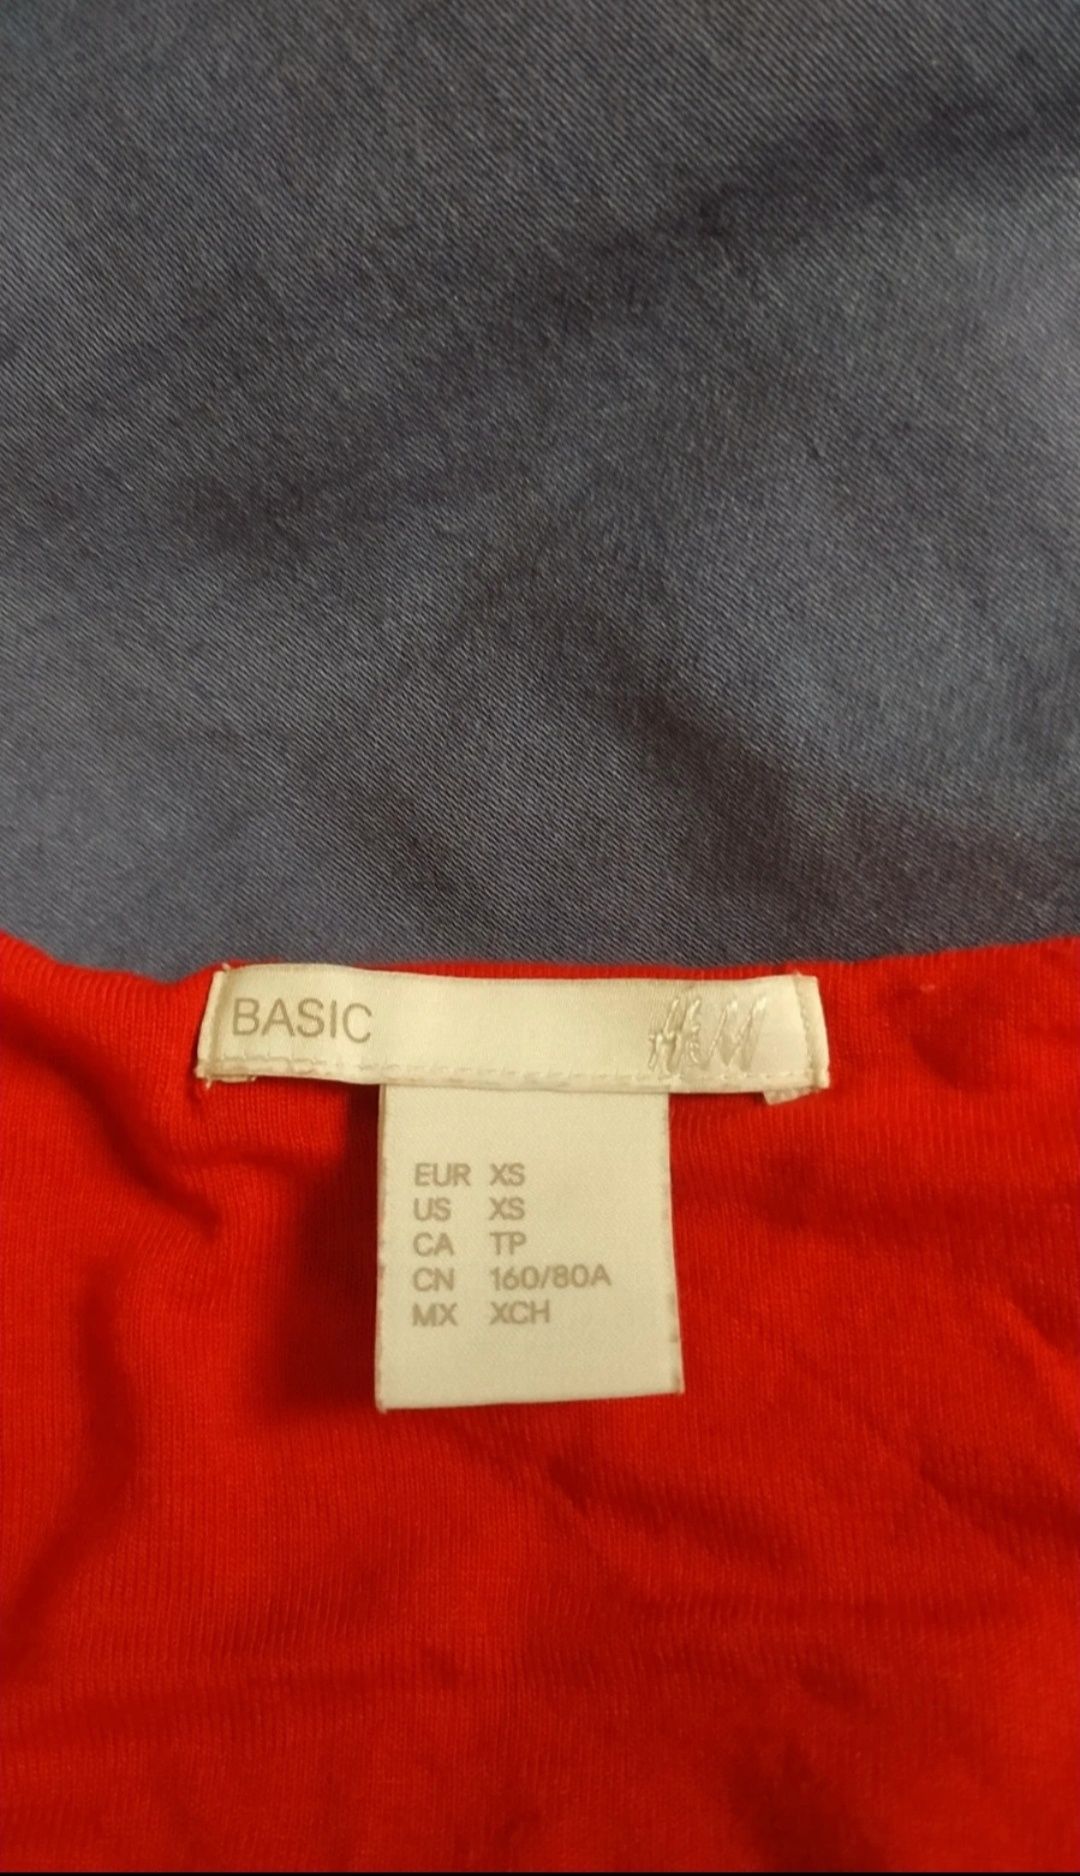 BASIC H&M
EUR XS
US XS
CA TP
CN 160/80A
MX XCH